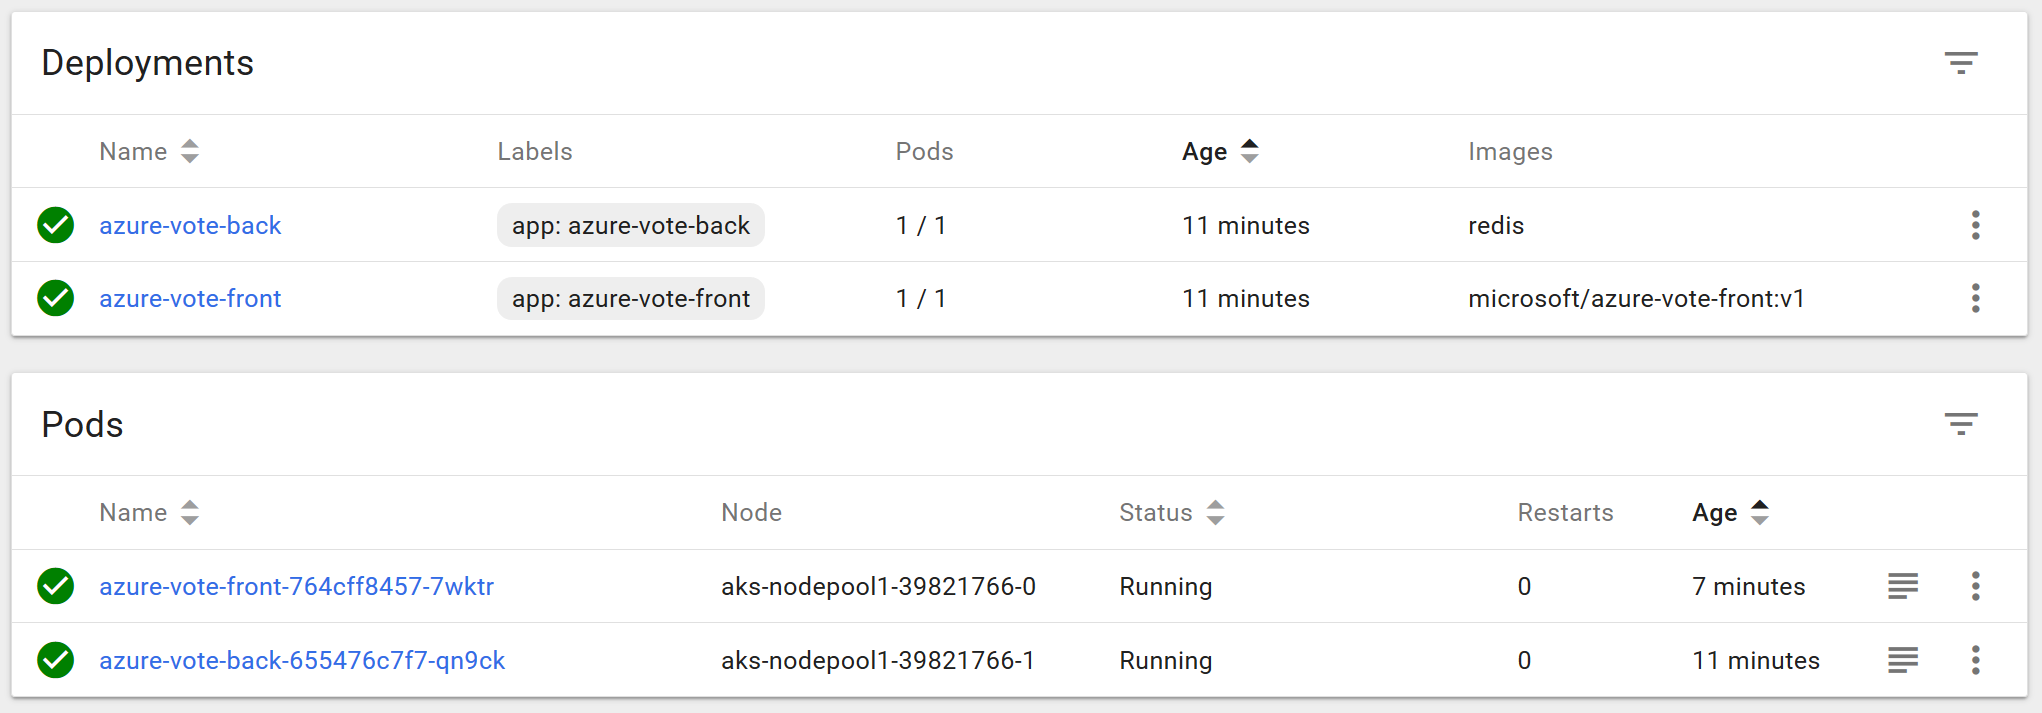 Deployments
Name Labels Pods Age Images
azure-vote-back app: azure-vote-back 1 / 1 11 minutes redis
azure-vote-front app: azure-vote-front 1 / 1 11 minutes microsoft/azure-vote-front:v1
Pods
Name Node Status Restarts Age
azure-vote-front-764cff8457-7wktr aks-nodepool1-39821766-0 Running 0 7 minutes
azure-vote-back-655476c7f7-qn9ck aks-nodepool1-39821766-1 Running 0 11 minutes